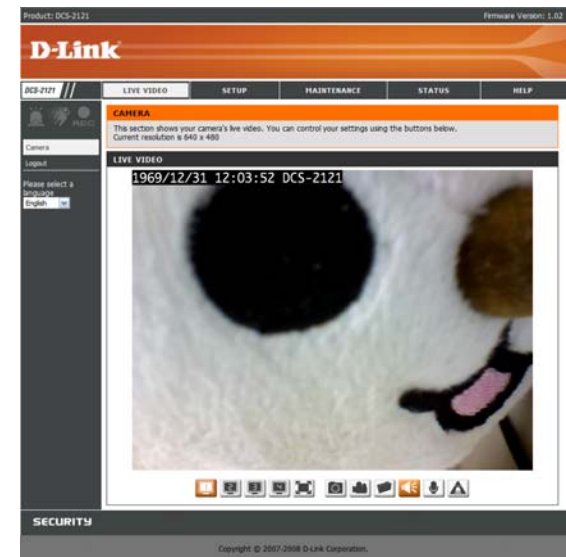 Product: DCS-2121
Firmware Version: 1.02
D-Link
DCS-2121
LIVE VIDEO
SETUP
MAINTENANCE
STATUS
HELP
Camera
Logout
Please select a
language
English
CAMERA
This section shows your camera's live video. You can control your settings using the buttons below.
Current resolution is 640 x 480
LIVE VIDEO
1969/12/31 12:03:52 DCS-2121
SECURITY
Copyright © 2007-2008 D-Link Corporation.